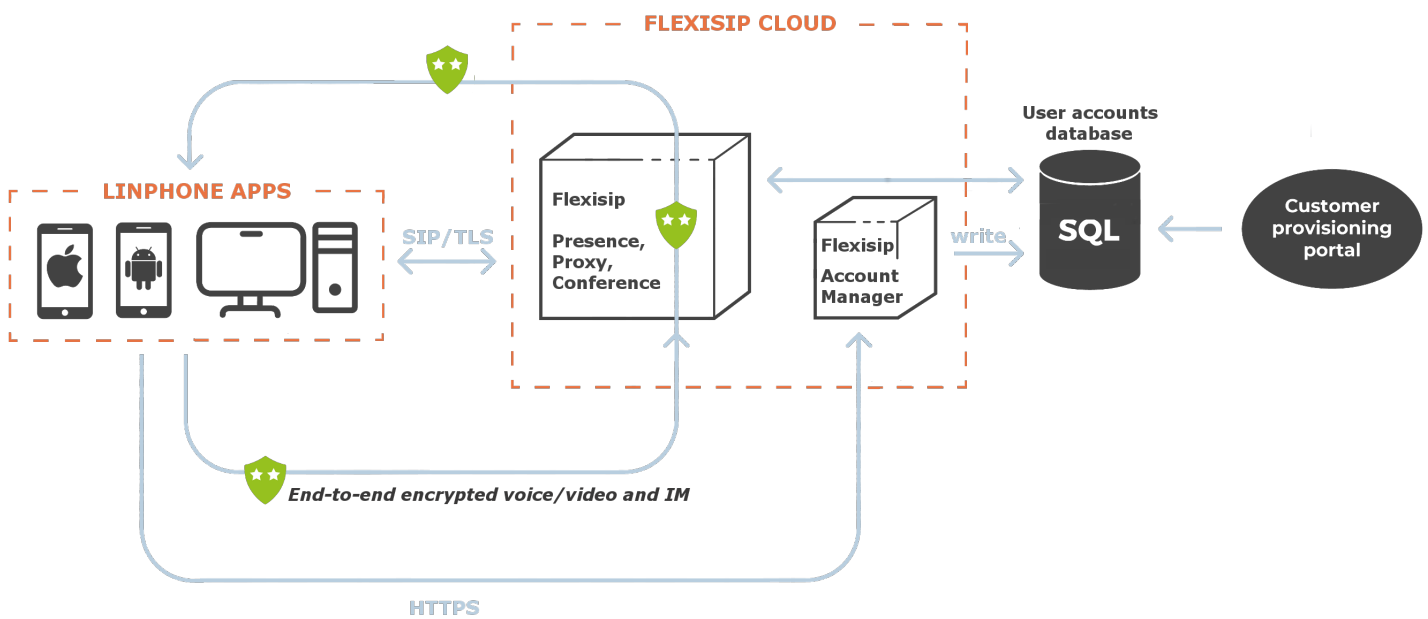 FLEXISIP CLOUD
User accounts
database
LINPHONE APPS
SIP/TLS
Flexisip
Presence,
Proxy,
Conference
Flexisip
Account
Manager
write
SQL
Customer
provisioning
portal
End-to-end encrypted voice/video and IM
HTTPS